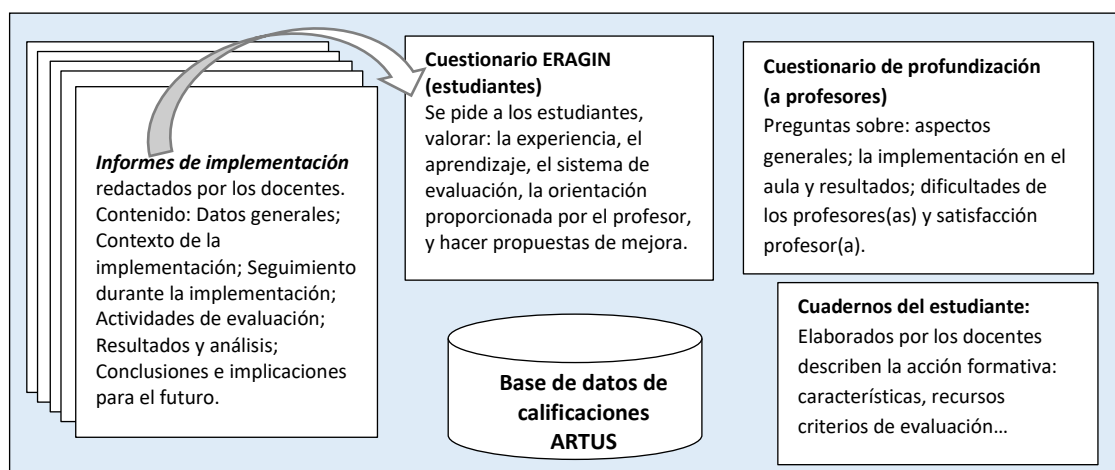 Informes de implementación
redactados por los docentes.
Contenido: Datos generales;
Contexto de la
implementación; Seguimiento
durante la implementación;
Actividades de evaluación;
Resultados y análisis;
Conclusiones e implicaciones
para el futuro.
Cuestionario ERAGIN
(estudiantes)
Se pide a los estudiantes,
valorar: la experiencia, el
aprendizaje, el sistema de
evaluación, la orientación
proporcionada por el profesor,
y hacer propuestas de mejora.
Base de datos de
calificaciones
ARTUS
Cuestionario de profundización
(a profesores)
Preguntas sobre: aspectos
generales; la implementación en el
aula y resultados; dificultades de
los profesores(as) y satisfacción
profesor(a).
Cuadernos del estudiante:
Elaborados por los docentes
describen la acción formativa:
características, recursos
criterios de evaluación…